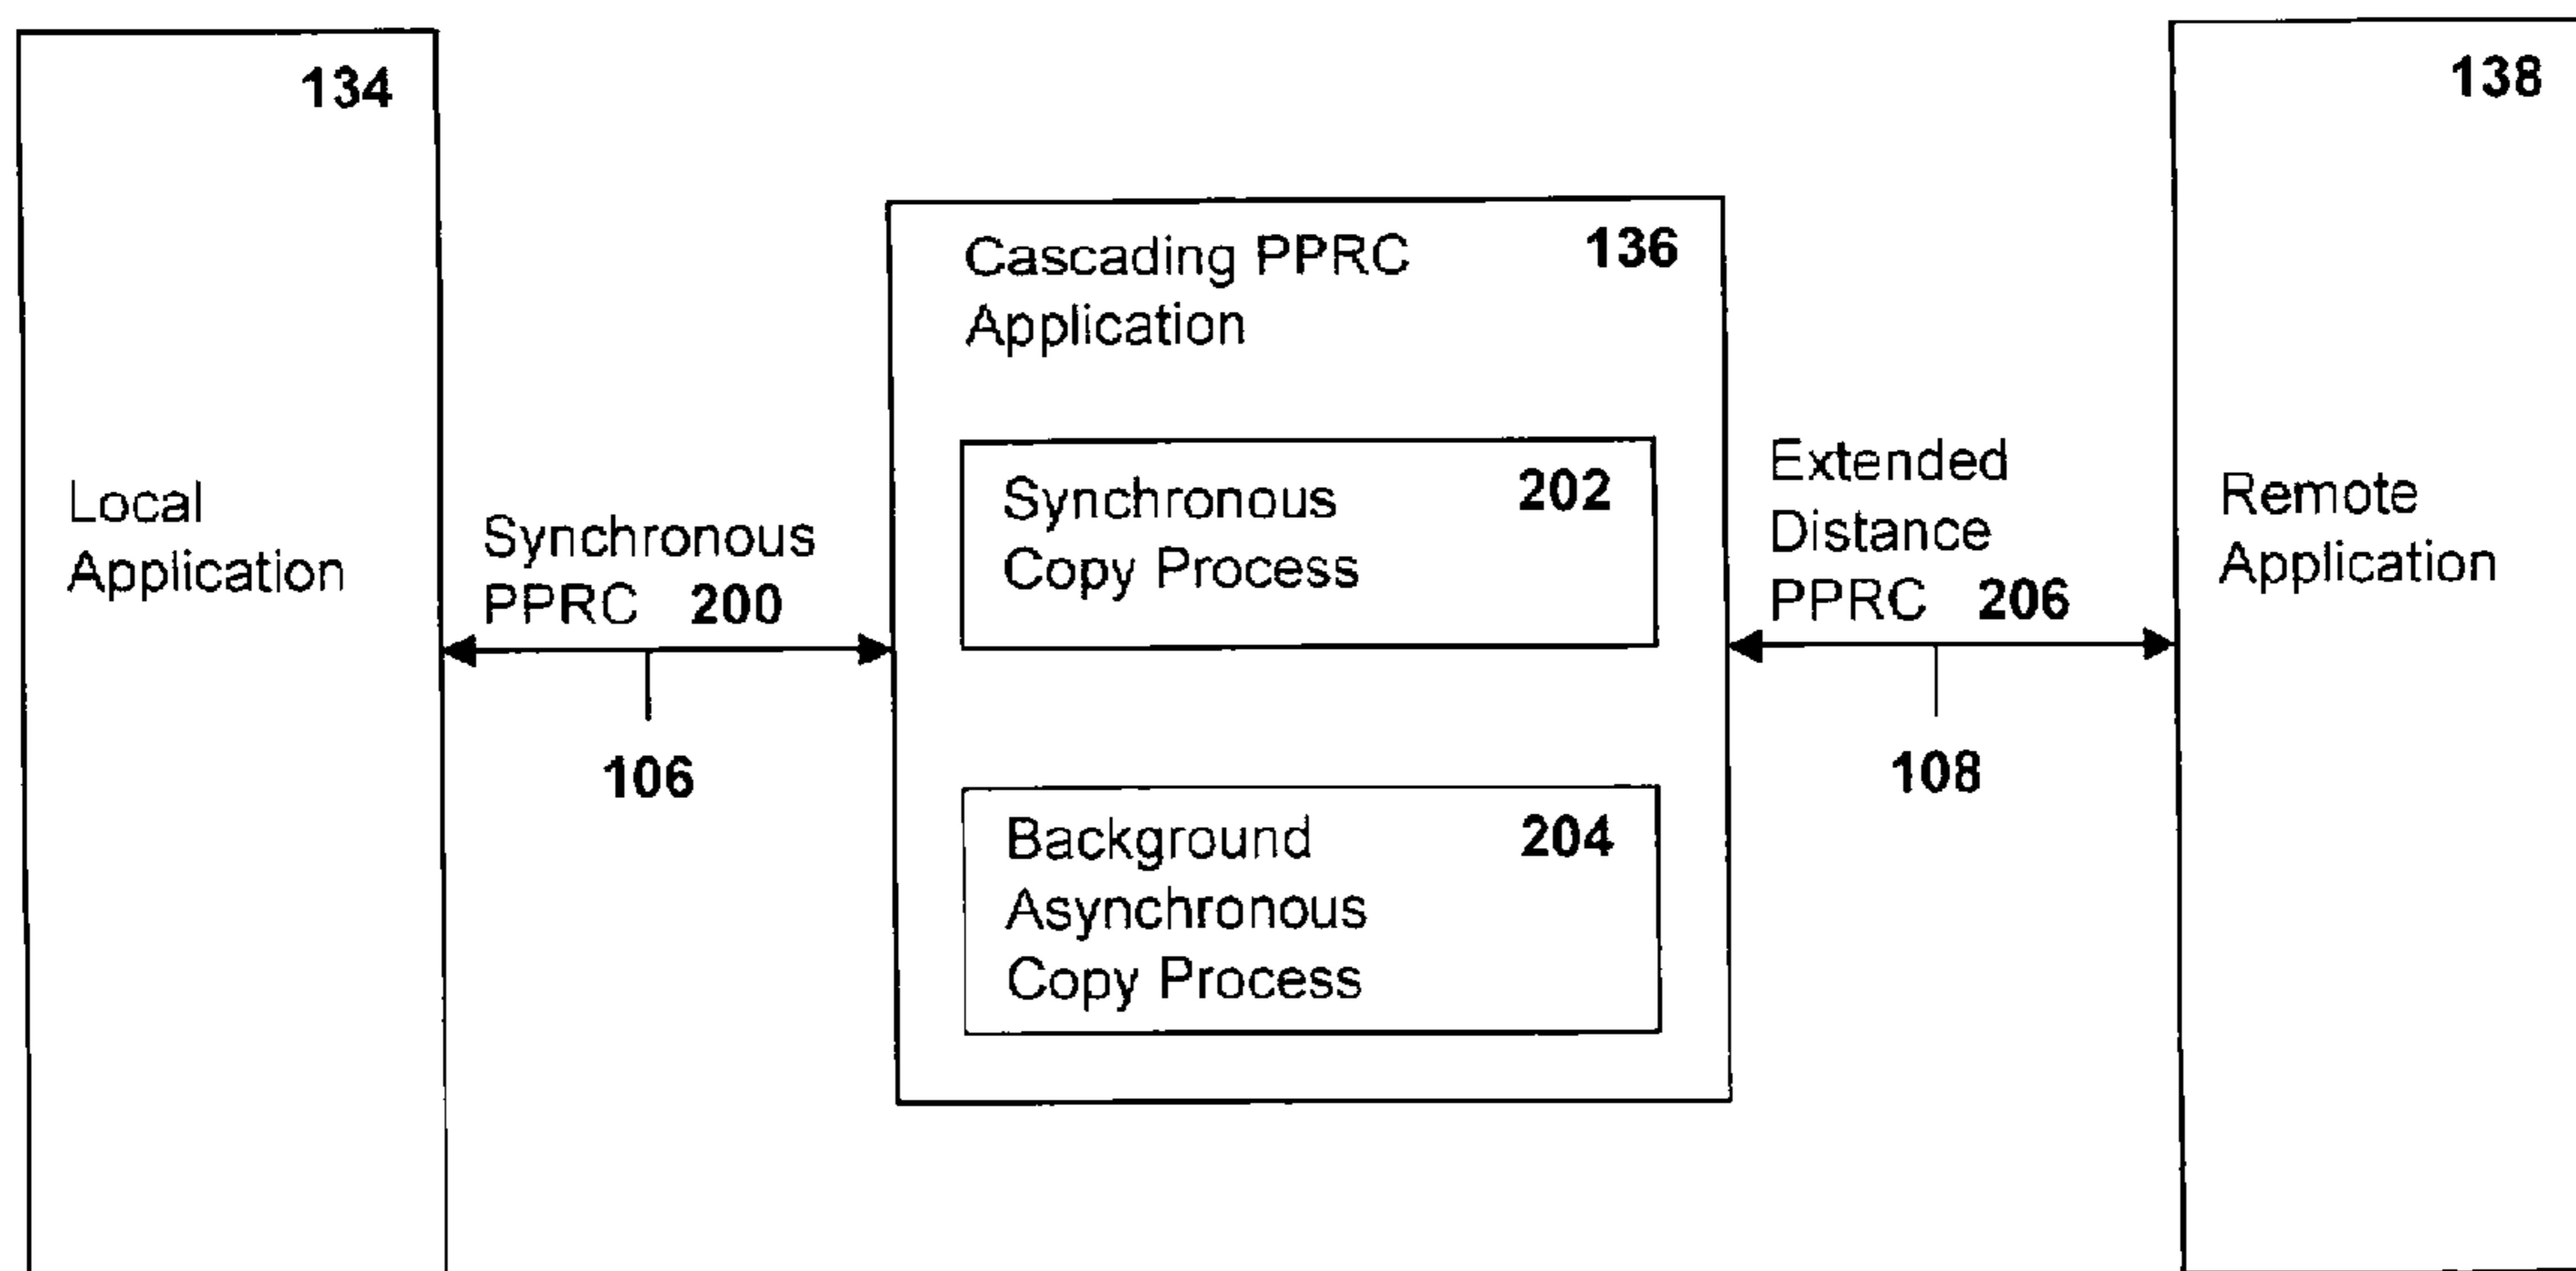 134
Local
Application
Synchronous
PPRC 200
106
Cascading PPRC 136
Application
Synchronous 202
Copy Process
Background 204
Asynchronous
Copy Process
Extended
Distance
PPRC 206
108
138
Remote
Application